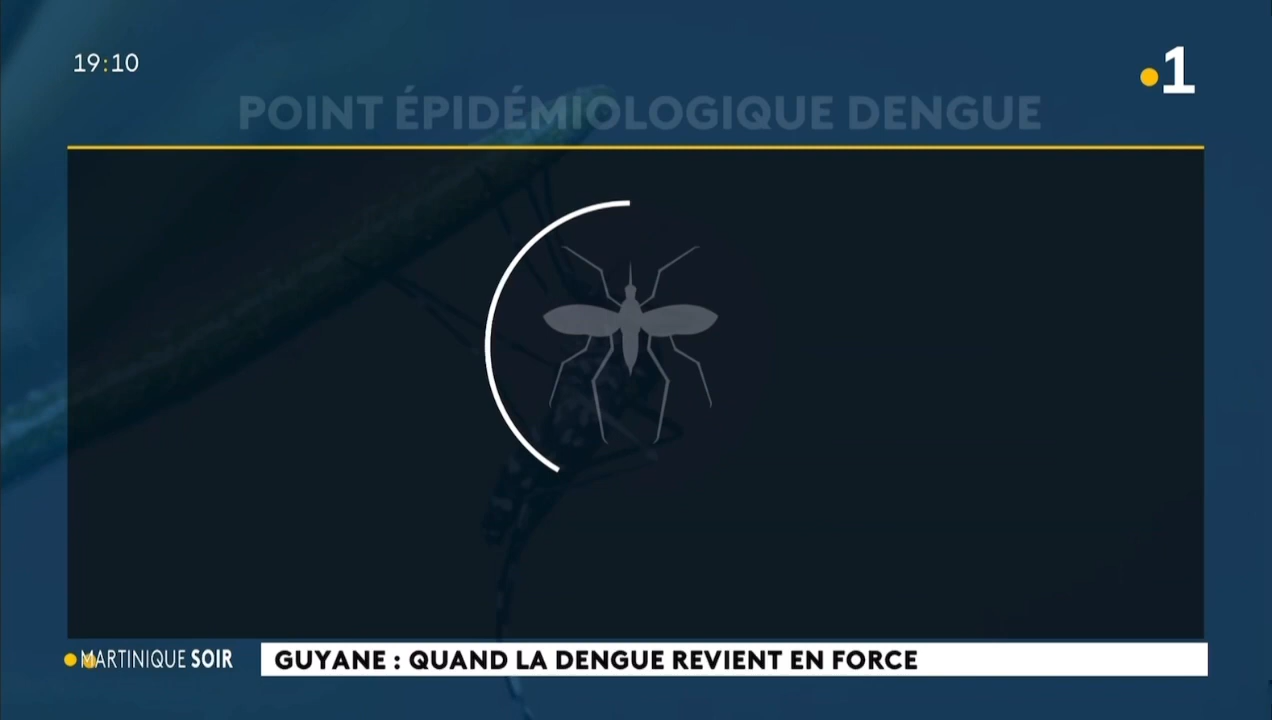 19:10
1
POINT ÉPIDÉMIOLOGIQUE DENGUE
MARTINIQUE SOIR
GUYANE : QUAND LA DENGUE REVIENT EN FORCE